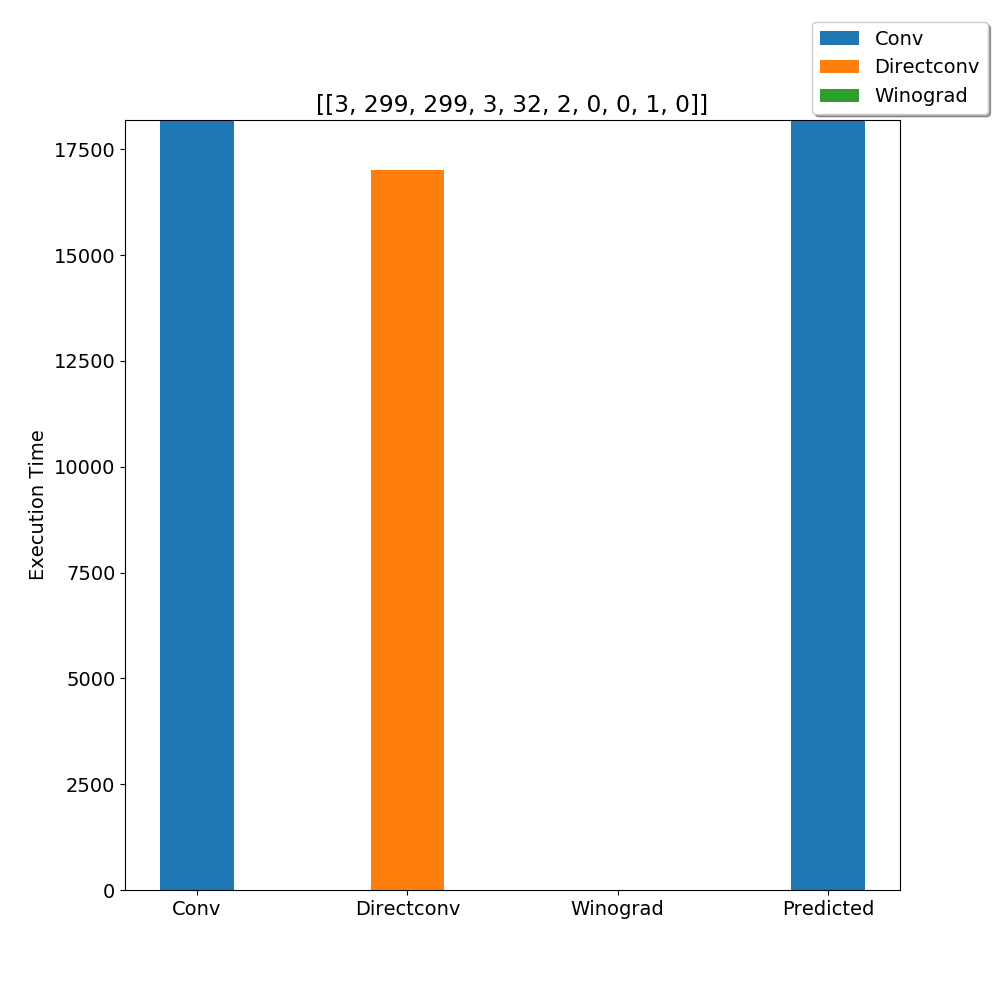 Conv
Directconv
Winograd
[[3, 299, 299, 3, 32, 2, 0, 0, 1, 0]]
17500
15000
12500
10000
7500
5000
2500
0
Execution Time
Conv Directconv Winograd Predicted